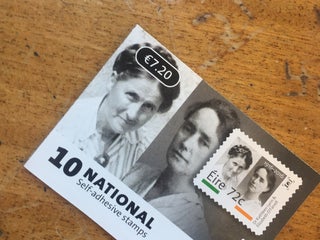 €7.20
10 NATIONAL
Self-adhesive stamps
Éire 72c